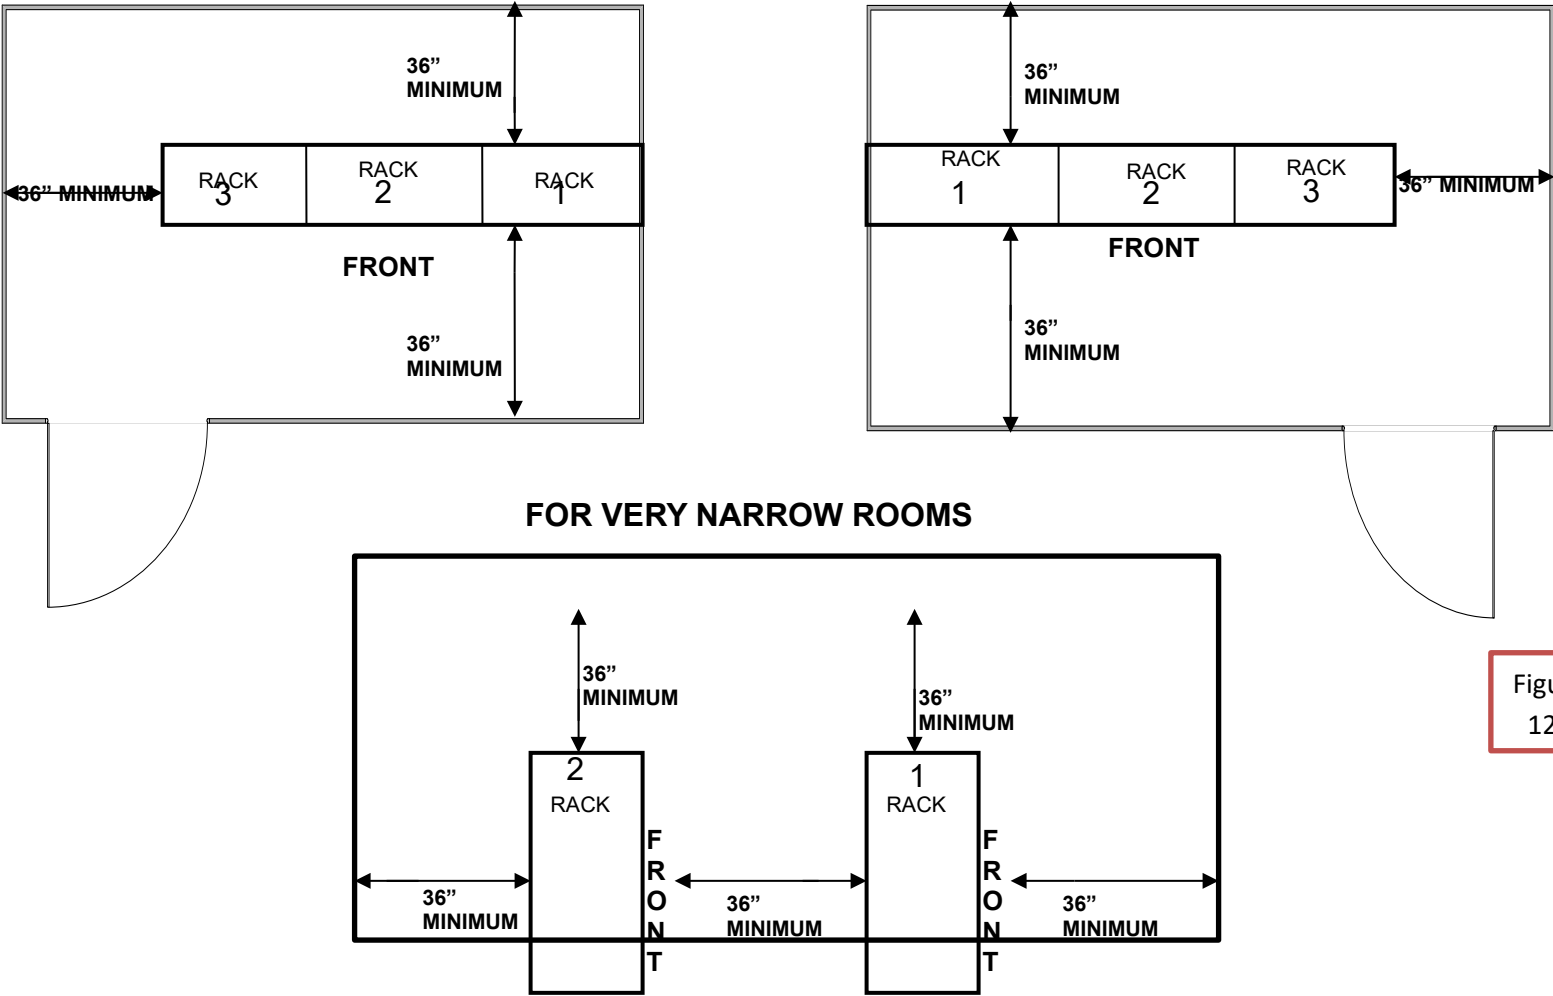 36”
MINIMUM
36” MINIMUM
RACK
3
RACK
2
RACK
1
FRONT
36”
MINIMUM
36”
MINIMUM
RACK
1
RACK
2
RACK
3
36” MINIMUM
FRONT
36”
MINIMUM
FOR VERY NARROW ROOMS
36”
MINIMUM
36”
MINIMUM
Figu
12
2
RACK
1
RACK
F
R
O
N
T
F
R
O
N
T
36”
MINIMUM
36”
MINIMUM
36”
MINIMUM